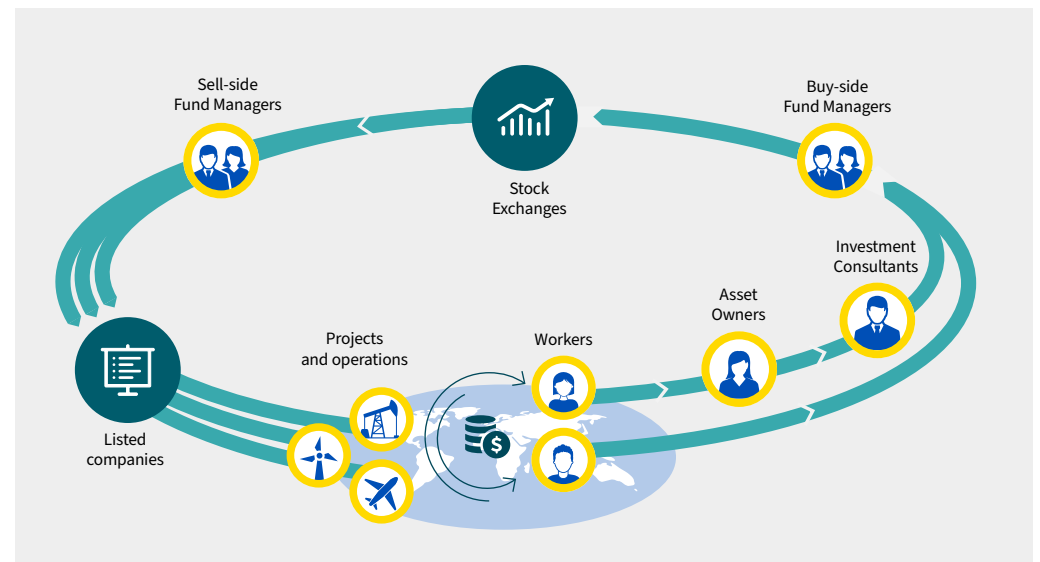 Sell-side
Fund Managers
Buy-side
Fund Managers
Stock
Exchanges
Investment
Consultants
Asset
Owners
Projects
and operations
Workers
$
Listed
companies